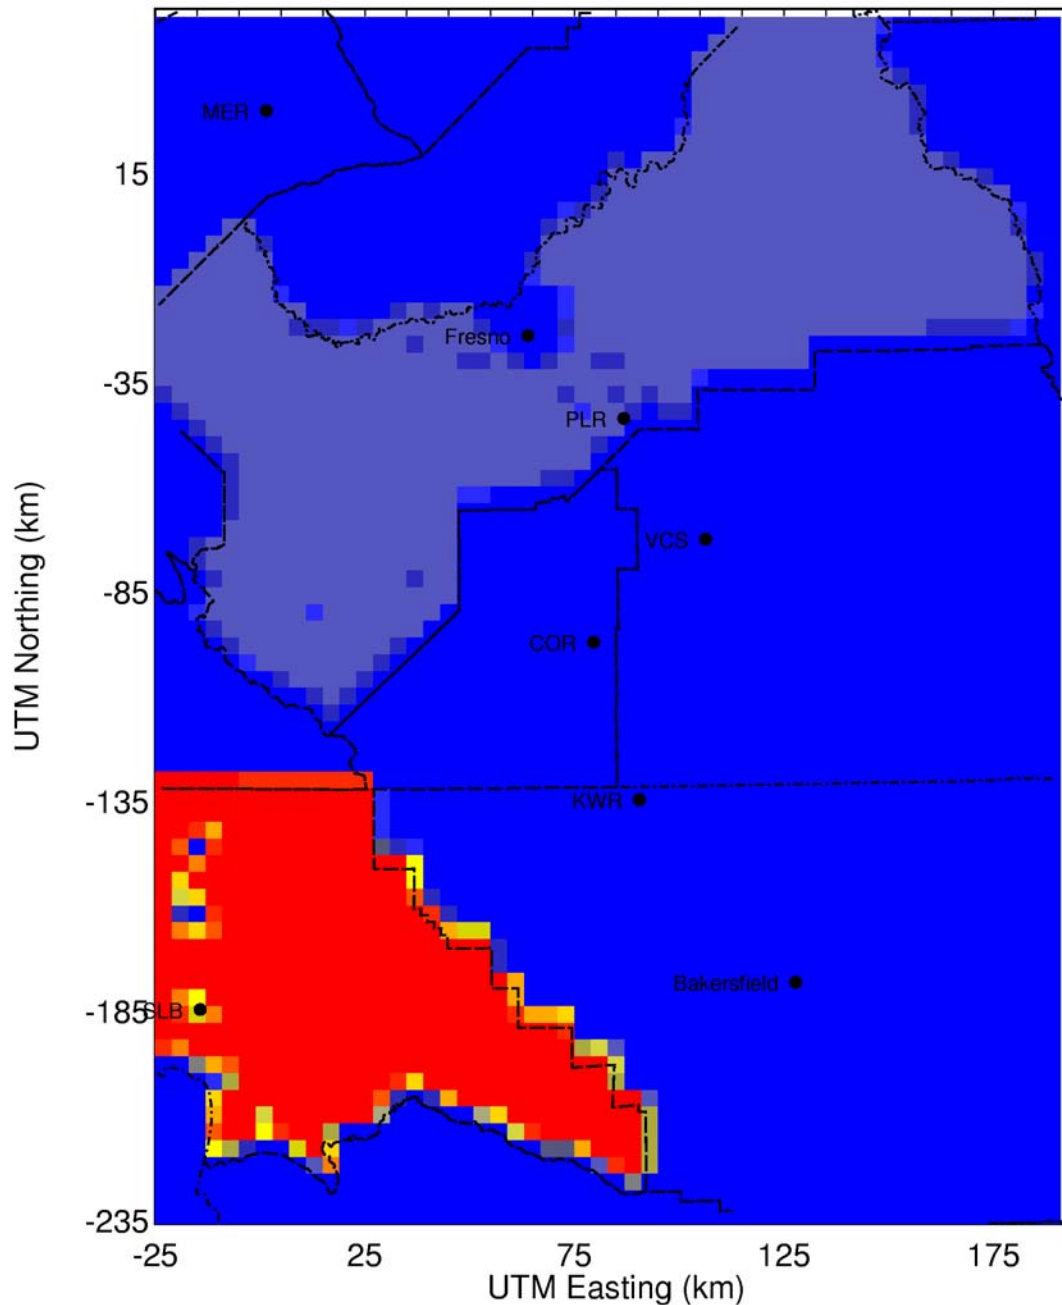 MER
15
Fresno
-35
PLR
VCS
-85
COR
-135
KWR
Bakersfield
-185
SLB
-235
-25 25 75 125 175
UTM Easting (km)
UTM Northing (km)